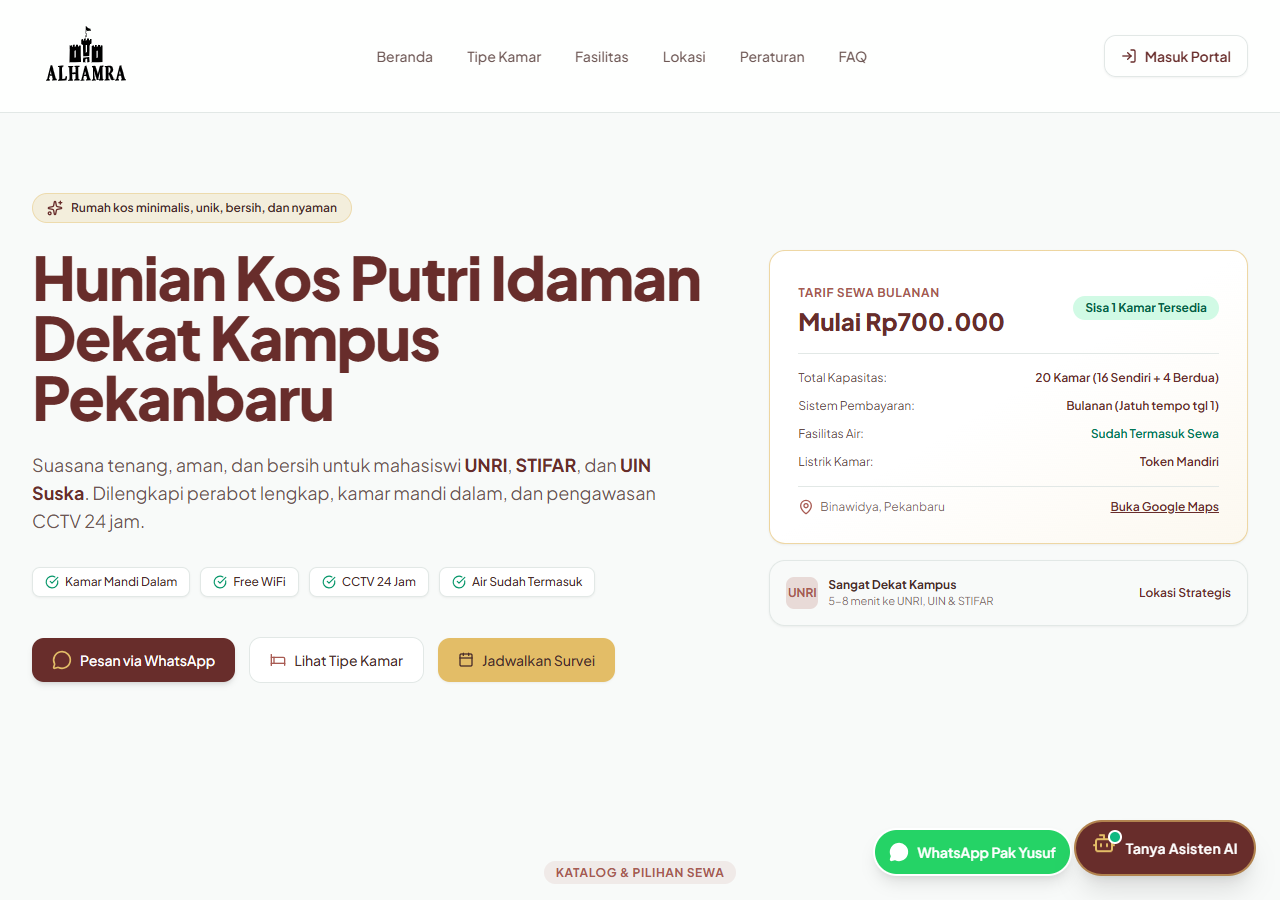 ALHAMRA
Beranda
Tipe Kamar
Fasilitas
Lokasi
Peraturan
FAQ
Masuk Portal
Rumah kos minimalis, unik, bersih, dan nyaman
Hunian Kos Putri Idaman
Dekat Kampus
Pekanbaru
Suasana tenang, aman, dan bersih untuk mahasiswi UNRI, STIFAR, dan UIN
Suska. Dilengkapi perabot lengkap, kamar mandi dalam, dan pengawasan
CCTV 24 jam.
Kamar Mandi Dalam
Free WiFi
CCTV 24 Jam
Air Sudah Termasuk
Pesan via WhatsApp
Lihat Tipe Kamar
Jadwalkan Survei
TARIF SEWA BULANAN
Mulai Rp700.000
Sisa 1 Kamar Tersedia
Total Kapasitas:
20 Kamar (16 Sendiri + 4 Berdua)
Sistem Pembayaran:
Bulanan (Jatuh tempo tgl 1)
Fasilitas Air:
Sudah Termasuk Sewa
Listrik Kamar:
Token Mandiri
Binawidya, Pekanbaru
Buka Google Maps
UNRI
Sangat Dekat Kampus
5–8 menit ke UNRI, UIN & STIFAR
Lokasi Strategis
KATALOG & PILIHAN SEWA
WhatsApp Pak Yusuf
Tanya Asisten AI